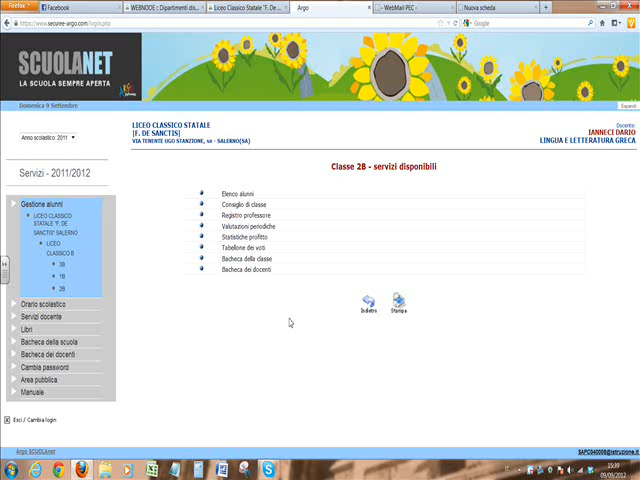 Firefox
Facebook
WEBNODE :: Dipartimenti di...
Liceo Classico Statale "F. De ...
Argo
~ WebMail PEC ~
Nuova scheda
https://www.securee-argo.com/login.php
Google
SCUOLANET
LA SCUOLA SEMPRE APERTA
Domenica 9 Settembre
Espandi
Anno scolastico: 2011
LICEO CLASSICO STATALE
|F. DE SANCTIS|
VIA TENENTE UGO STANZIONE, sn - SALERNO(SA)
Docente:
IANNECI DARIO
LINGUA E LETTERATURA GRECA
Servizi - 2011/2012
Classe 2B - servizi disponibili
Gestione alunni
LICEO CLASSICO
STATALE "F. DE
SANCTIS" SALERNO
LICEO
CLASSICO B
3B
1B
2B
Orario scolastico
Servizi docente
Libri
Bacheca della scuola
Bacheca dei docenti
Cambia password
Area pubblica
Manuale
Elenco alunni
Consiglio di classe
Registro professore
Valutazioni periodiche
Statistiche profitto
Tabellone dei voti
Bacheca della classe
Bacheca dei docenti
Indietro
Stampa
Esci / Cambia login
Argo SCUOLAnet
SAPC040008@istruzione.it
IT
15:39
09/09/2012